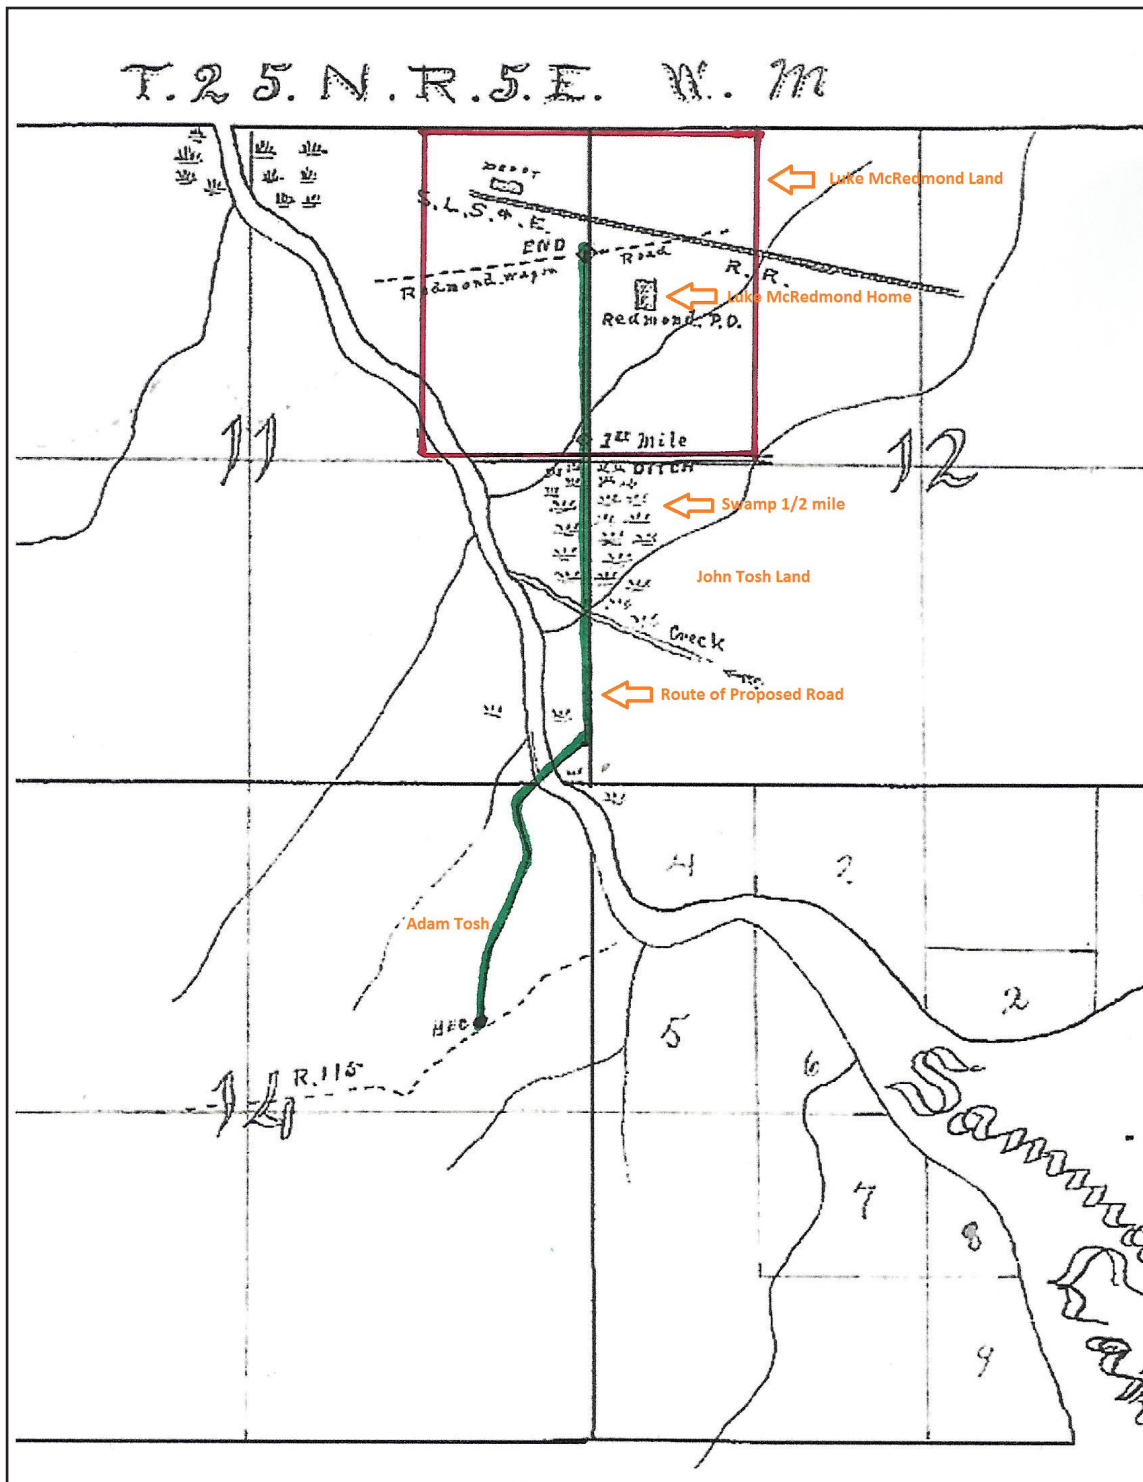 T. 25. N. R. 5. E. W. M
DEPOT
Luke McRedmond Land
S. L. S. & E.
END
Road
R. R.
Redmond Wagon
Luke McRedmond Home
Redmond. P.O.
11
1st Mile
12
DITCH
Swamp 1/2 mile
John Tosh Land
Creek
Route of Proposed Road
4
2
Adam Tosh
2
BEG
5
6
R. 115
14
7
8
9